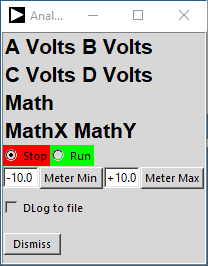 Anal...
A Volts B Volts
C Volts D Volts
Math
MathX MathY
Stop Run
-10.0 Meter Min +10.0 Meter Max
DLog to file
Dismiss